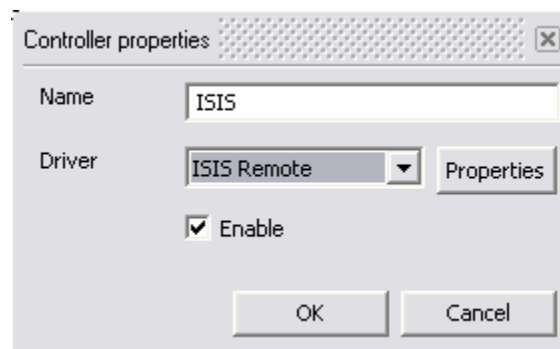 Controller properties
Name ISIS
Driver ISIS Remote Properties
Enable
OK Cancel